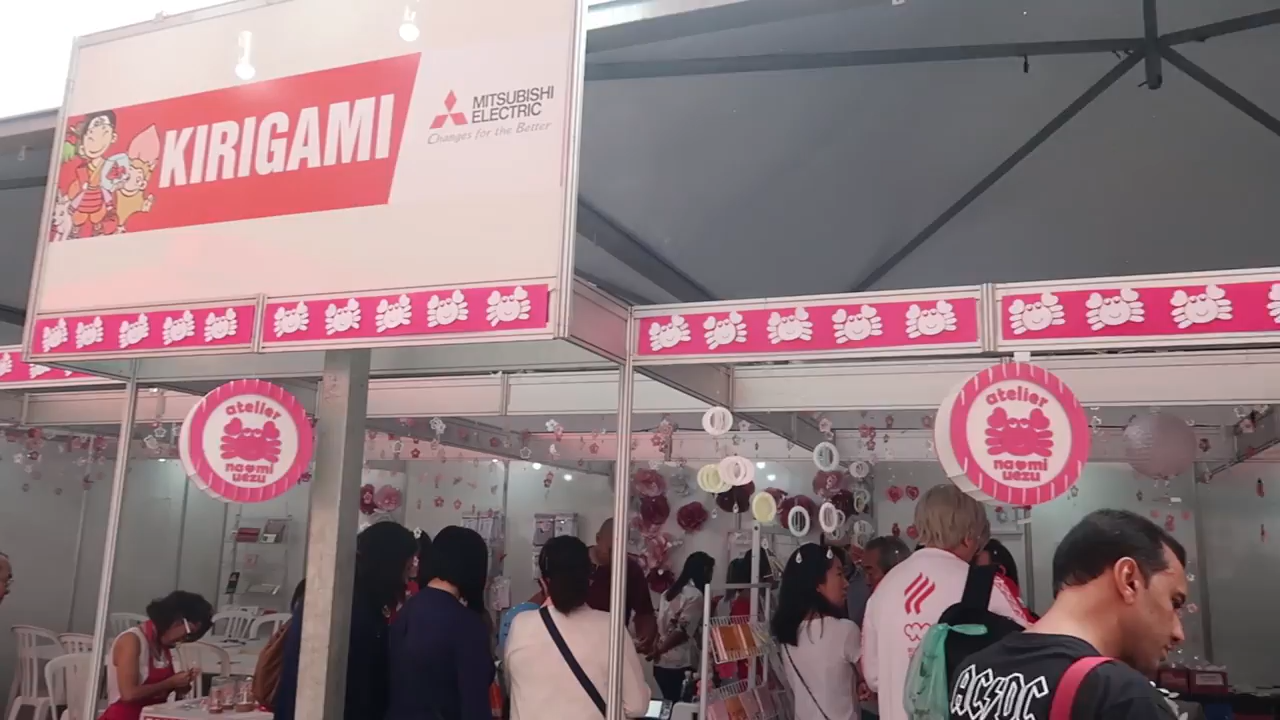 KIRIGAMI
MITSUBISHI
ELECTRIC
Changes for the Better
atelier
naomi
uezu
atelier
naomi
uezu
AC/DC